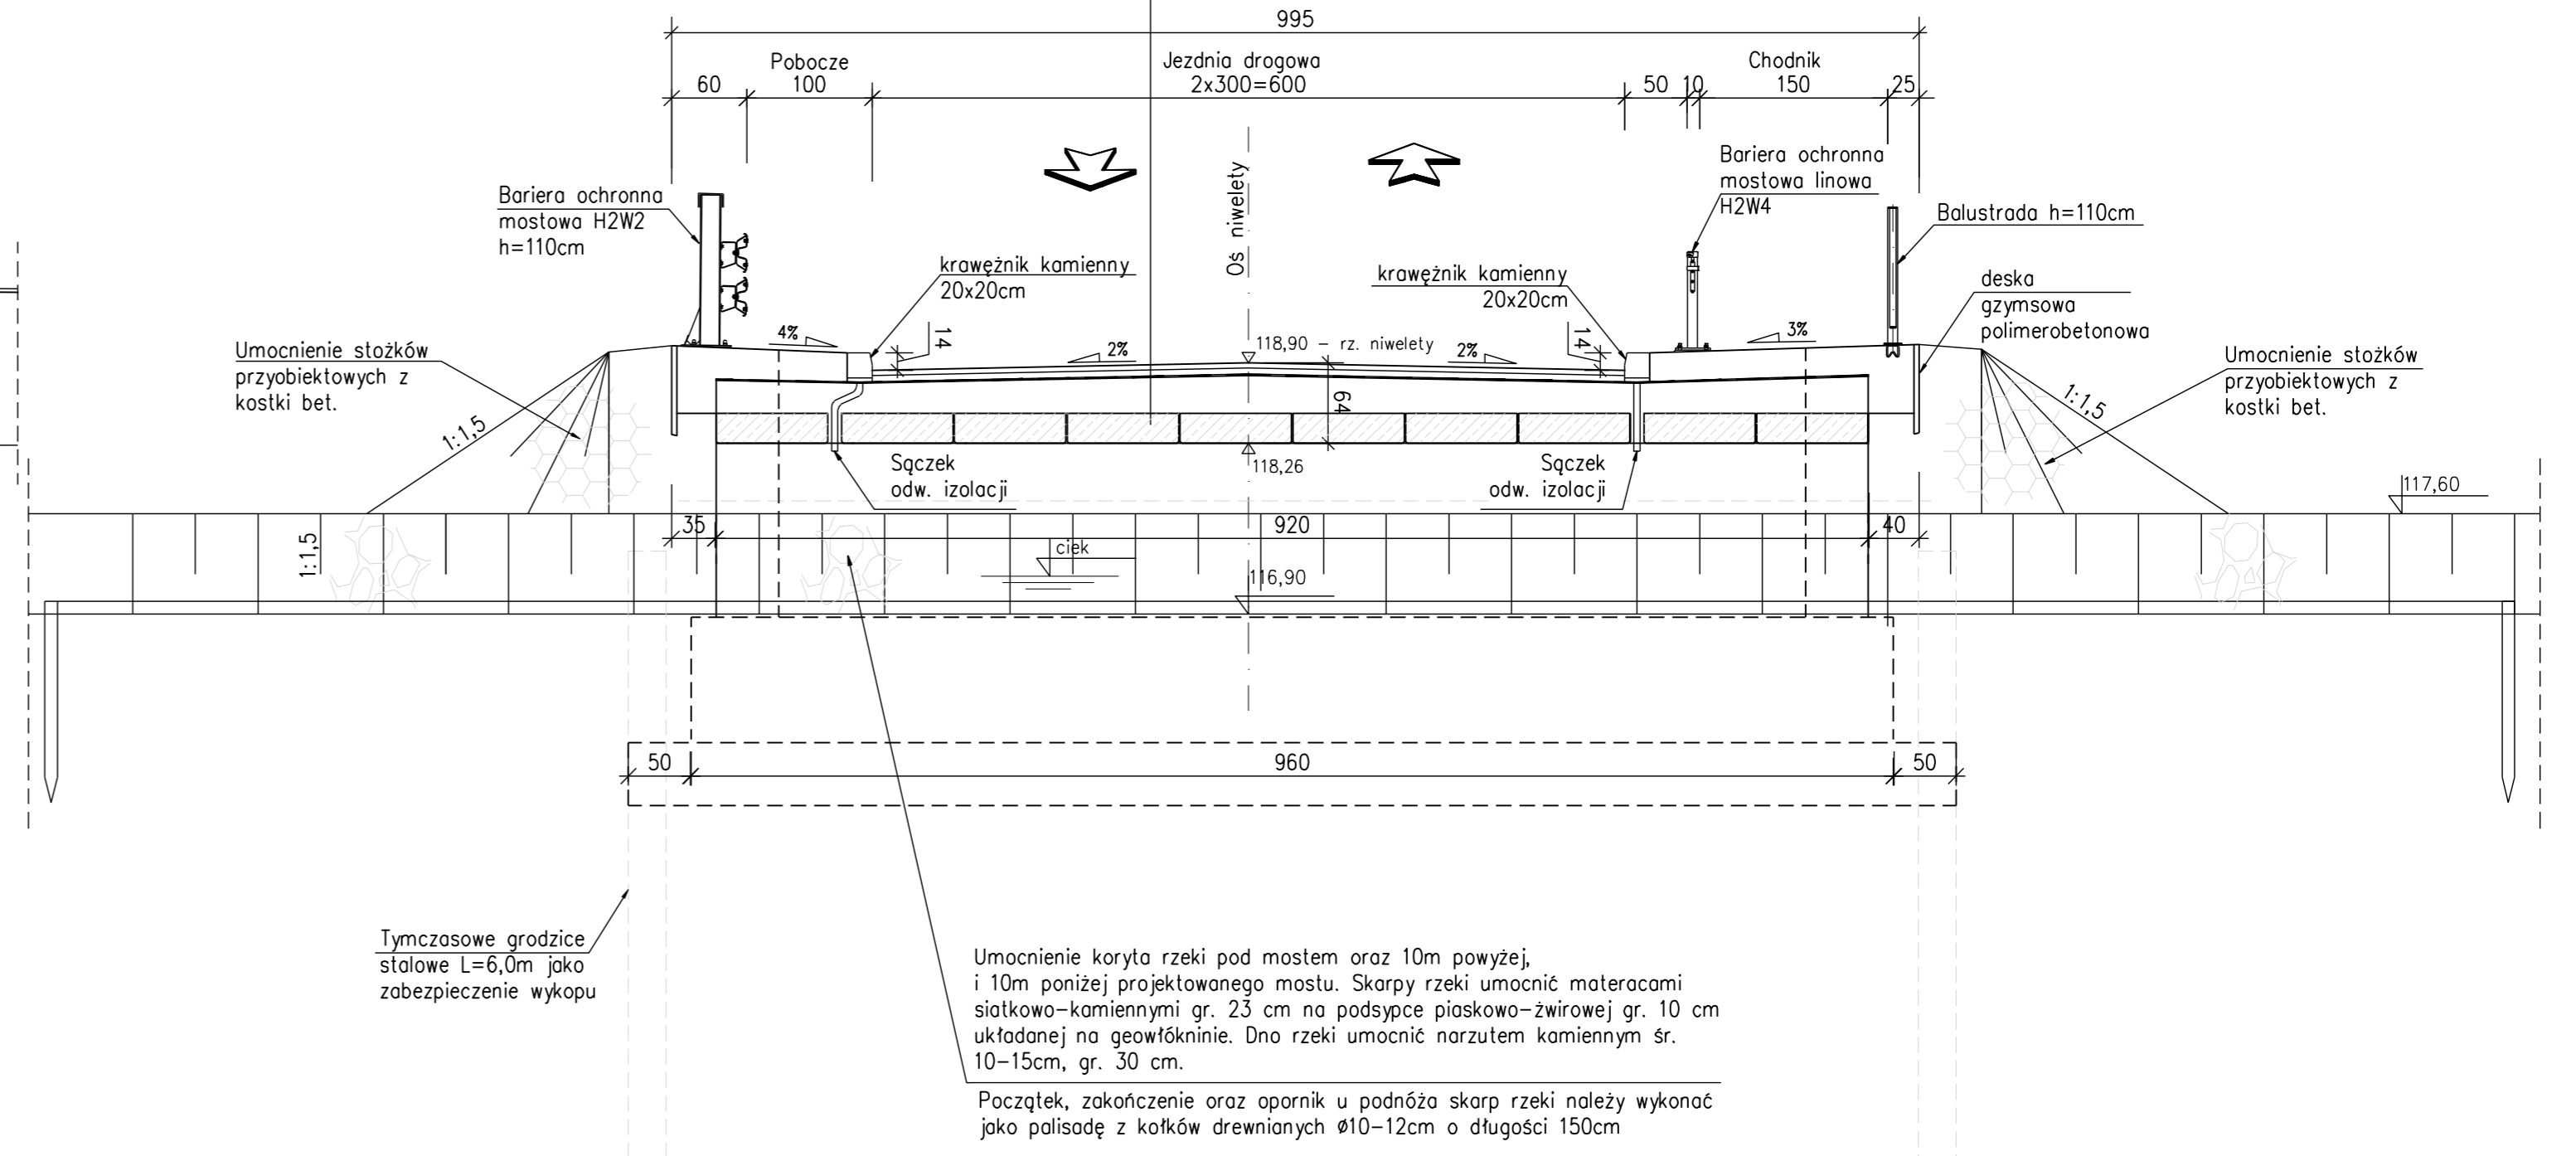 995
Pobocze
Jezdnia drogowa
Chodnik
60
100
2x300=600
50
10
150
25
Bariera ochronna
mostowa H2W2
h=110cm
Bariera ochronna
mostowa linowa
H2W4
Balustrada h=110cm
Oś niwelety
krawężnik kamienny
20x20cm
krawężnik kamienny
20x20cm
deska
gzymsowa
polimerobetonowa
4%
14
2%
118,90 – rz. niwelety
2%
14
3%
Umocnienie stożków
przyobiektowych z
kostki bet.
Umocnienie stożków
przyobiektowych z
kostki bet.
1:1,5
64
1:1,5
Sączek
odw. izolacji
118,26
Sączek
odw. izolacji
117,60
35
920
40
1:1,5
ciek
116,90
50
960
50
Tymczasowe grodzice
stalowe L=6,0m jako
zabezpieczenie wykopu
Umocnienie koryta rzeki pod mostem oraz 10m powyżej,
i 10m poniżej projektowanego mostu. Skarpy rzeki umocnić materacami
siatkowo-kamiennymi gr. 23 cm na podsypce piaskowo-żwirowej gr. 10 cm
układanej na geowłókninie. Dno rzeki umocnić narzutem kamiennym śr.
10-15cm, gr. 30 cm.
Początek, zakończenie oraz opornik u podnóża skarp rzeki należy wykonać
jako palisadę z kołków drewnianych ø10-12cm o długości 150cm